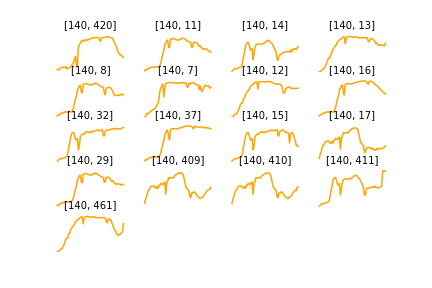 [140, 420] [140, 11] [140, 14] [140, 13]
[140, 8] [140, 7] [140, 12] [140, 16]
[140, 32] [140, 37] [140, 15] [140, 17]
[140, 29] [140, 409] [140, 410] [140, 411]
[140, 461]